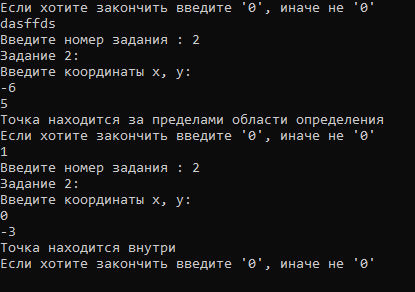 Если хотите закончить введите '0', иначе не '0'
dasffds
Введите номер задания : 2
Задание 2:
Введите координаты x, y:
-6
5
Точка находится за пределами области определения
Если хотите закончить введите '0', иначе не '0'
1
Введите номер задания : 2
Задание 2:
Введите координаты x, y:
0
-3
Точка находится внутри
Если хотите закончить введите '0', иначе не '0'